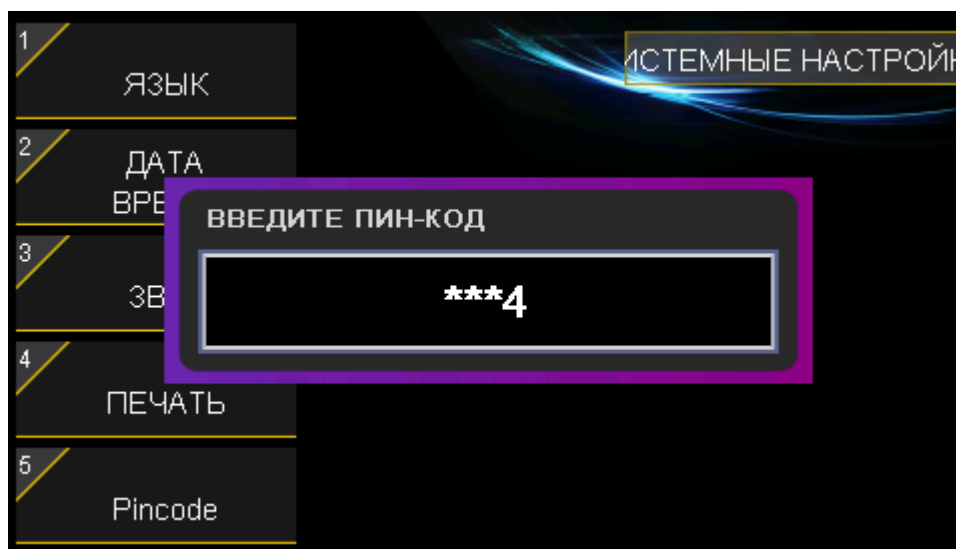 1
ЯЗЫК
ИСТЕМНЫЕ НАСТРОЙ
2
ДАТА
ВРЕ
ВВЕДИТЕ ПИН-КОД
***4
3
ЗВ
4
ПЕЧАТЬ
5
Pincode